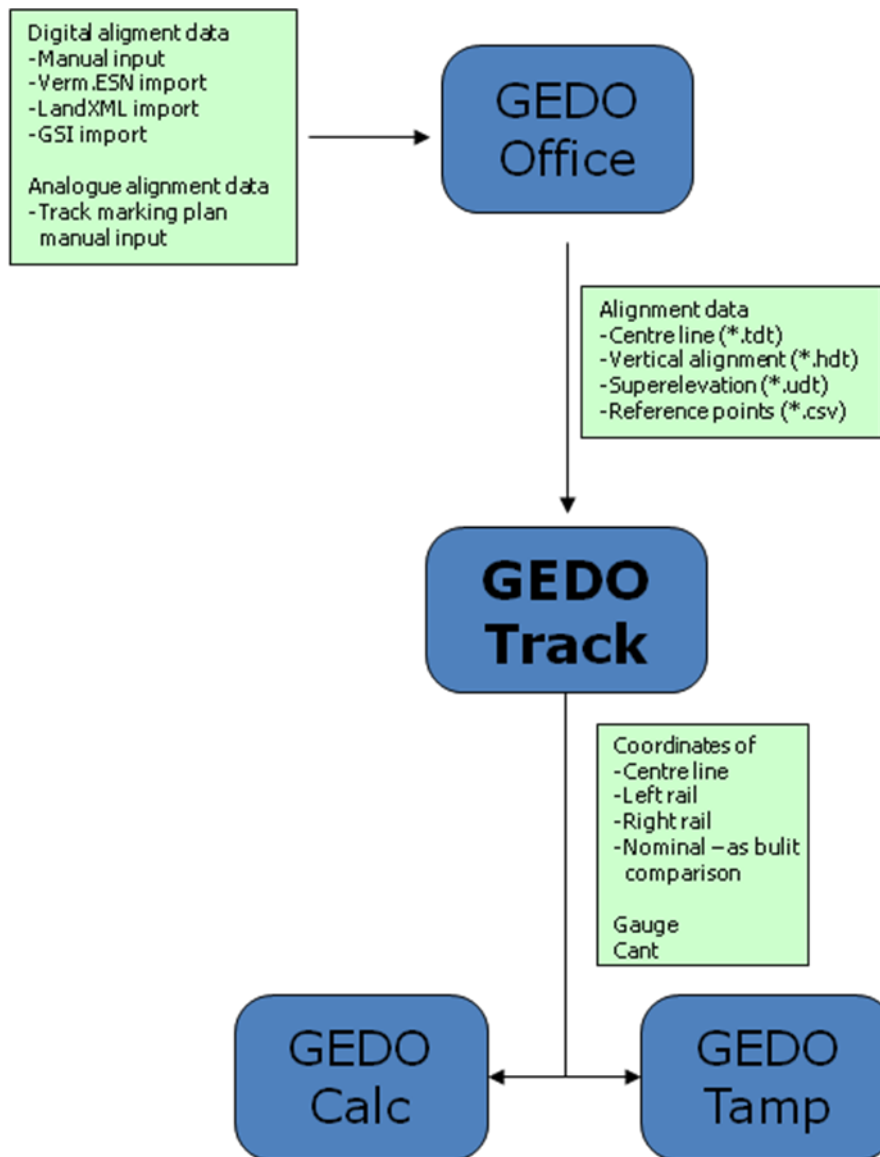 Digital aligment data
-Manual input
-Verm.ESN import
-LandXML import
-GSI import
Analogue alignment data
-Track marking plan
manual input
GEDO
Office
Alignment data
-Centre line (*.tdt)
-Vertical alignment (*.hdt)
-Superelevation (*.udt)
-Reference points (*.csv)
GEDO
Track
Coordinates of
-Centre line
-Left rail
-Right rail
-Nominal – as bulit
comparison
Gauge
Cant
GEDO
Calc
GEDO
Tamp